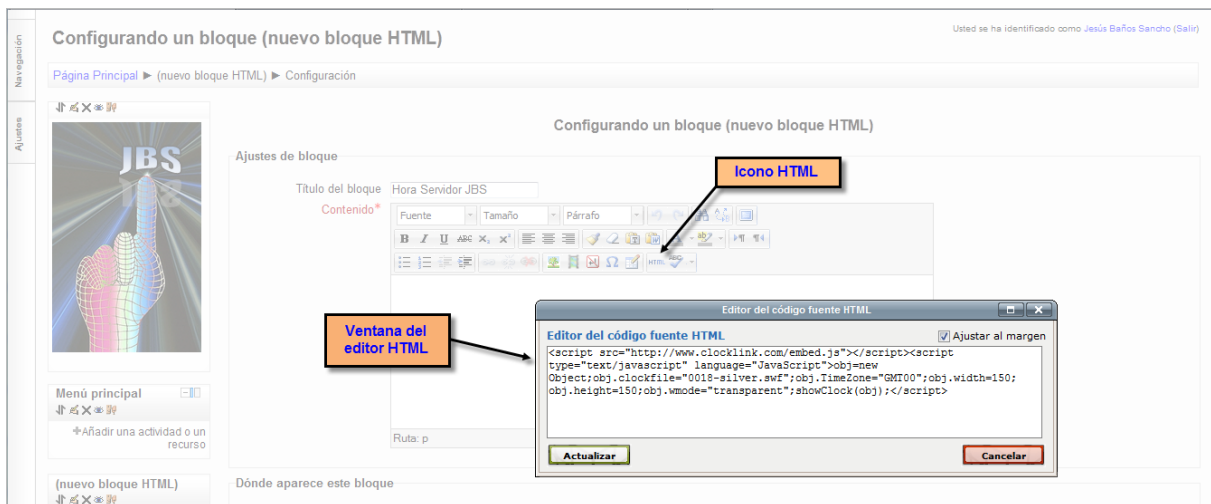 Navegación
Ajustes
Configurando un bloque (nuevo bloque HTML)
Usted se ha identificado como Jesús Baños Sancho (Salir)
Página Principal ► (nuevo bloque HTML) ► Configuración
JBS
Configurando un bloque (nuevo bloque HTML)
Ajustes de bloque
Icono HTML
Título del bloque Hora Servidor JBS
Contenido*
Fuente Tamaño Párrafo
B I U ABC X₂ X²
HTML
Ventana del
editor HTML
Editor del código fuente HTML
Editor del código fuente HTML
Ajustar al margen
<script src="http://www.clocklink.com/embed.js"></script><script
type="text/javascript" language="JavaScript">obj=new
Object;obj.clockfile="0018-silver.swf";obj.TimeZone="GMT00";obj.width=150;
obj.height=150;obj.wmode="transparent";showClock(obj);</script>
Actualizar Cancelar
Ruta: p
Menú principal
Añadir una actividad o un
recurso
(nuevo bloque HTML)
Dónde aparece este bloque